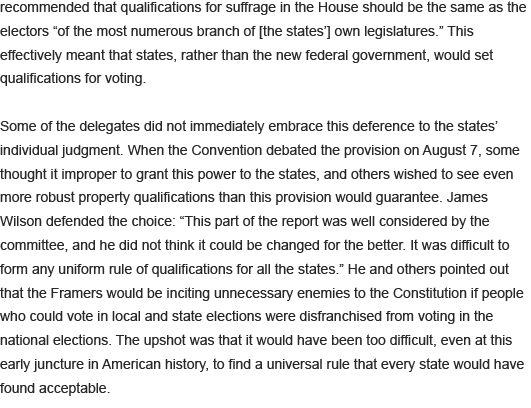 recommended that qualifications for suffrage in the House should be the same as the
electors “of the most numerous branch of [the states’] own legislatures.” This
effectively meant that states, rather than the new federal government, would set
qualifications for voting.
Some of the delegates did not immediately embrace this deference to the states’
individual judgment. When the Convention debated the provision on August 7, some
thought it improper to grant this power to the states, and others wished to see even
more robust property qualifications than this provision would guarantee. James
Wilson defended the choice: “This part of the report was well considered by the
committee, and he did not think it could be changed for the better. It was difficult to
form any uniform rule of qualifications for all the states.” He and others pointed out
that the Framers would be inciting unnecessary enemies to the Constitution if people
who could vote in local and state elections were disfranchised from voting in the
national elections. The upshot was that it would have been too difficult, even at this
early juncture in American history, to find a universal rule that every state would have
found acceptable.